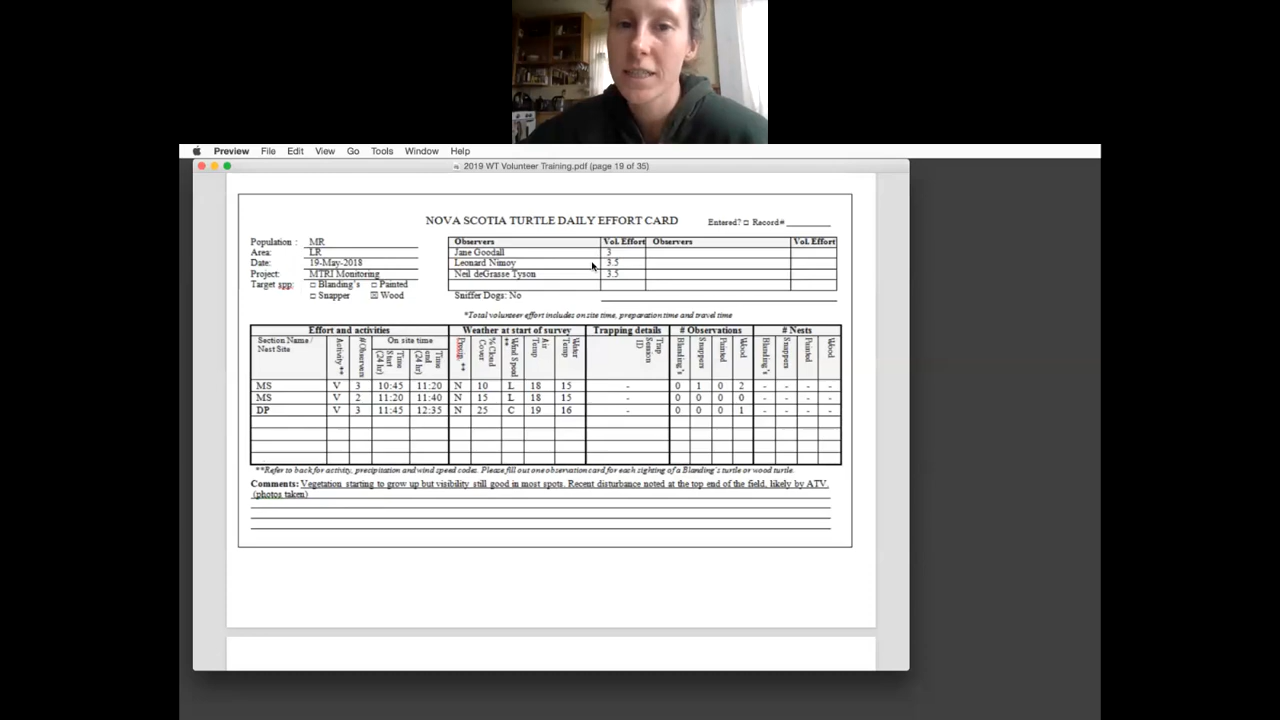 Preview File Edit View Go Tools Window Help
2019 WT Volunteer Training.pdf (page 19 of 35)
NOVA SCOTIA TURTLE DAILY EFFORT CARD Entered? □ Record# ________
Population : MR
Area: LR
Date: 19-May-2018
Project: MTRI Monitoring
Target spp: □ Blanding's □ Painted
□ Snapper ☒ Wood
Observers Vol. Effort Observers Vol. Effort
Jane Goodall 3
Leonard Nimoy 3.5
Neil deGrasse Tyson 3.5
Sniffer Dogs: No
*Total volunteer effort includes on site time, preparation time and travel time
Effort and activities Weather at start of survey Trapping details # Observations # Nests
Section Name / Nest Site Activity ** # Observers On site time Time Start (24 hr) Time end (24 hr) Precip. ** % Cloud Cover Wind Speed ** Air Temp Water Temp Trap Session ID Blanding's Snappers Painted Wood Blanding's Snappers Painted Wood
MS V 3 10:45 11:20 N 10 L 18 15 - 0 1 0 2 - - - -
MS V 2 11:20 11:40 N 15 L 18 15 - 0 0 0 0 - - - -
DP V 3 11:45 12:35 N 25 C 19 16 - 0 0 0 1 - - - -
**Refer to back for activity, precipitation and wind speed codes. Please fill out one observation card for each sighting of a Blanding's turtle or wood turtle.
Comments: Vegetation starting to grow up but visibility still good in most spots. Recent disturbance noted at the top end of the field, likely by ATV.
(photos taken)